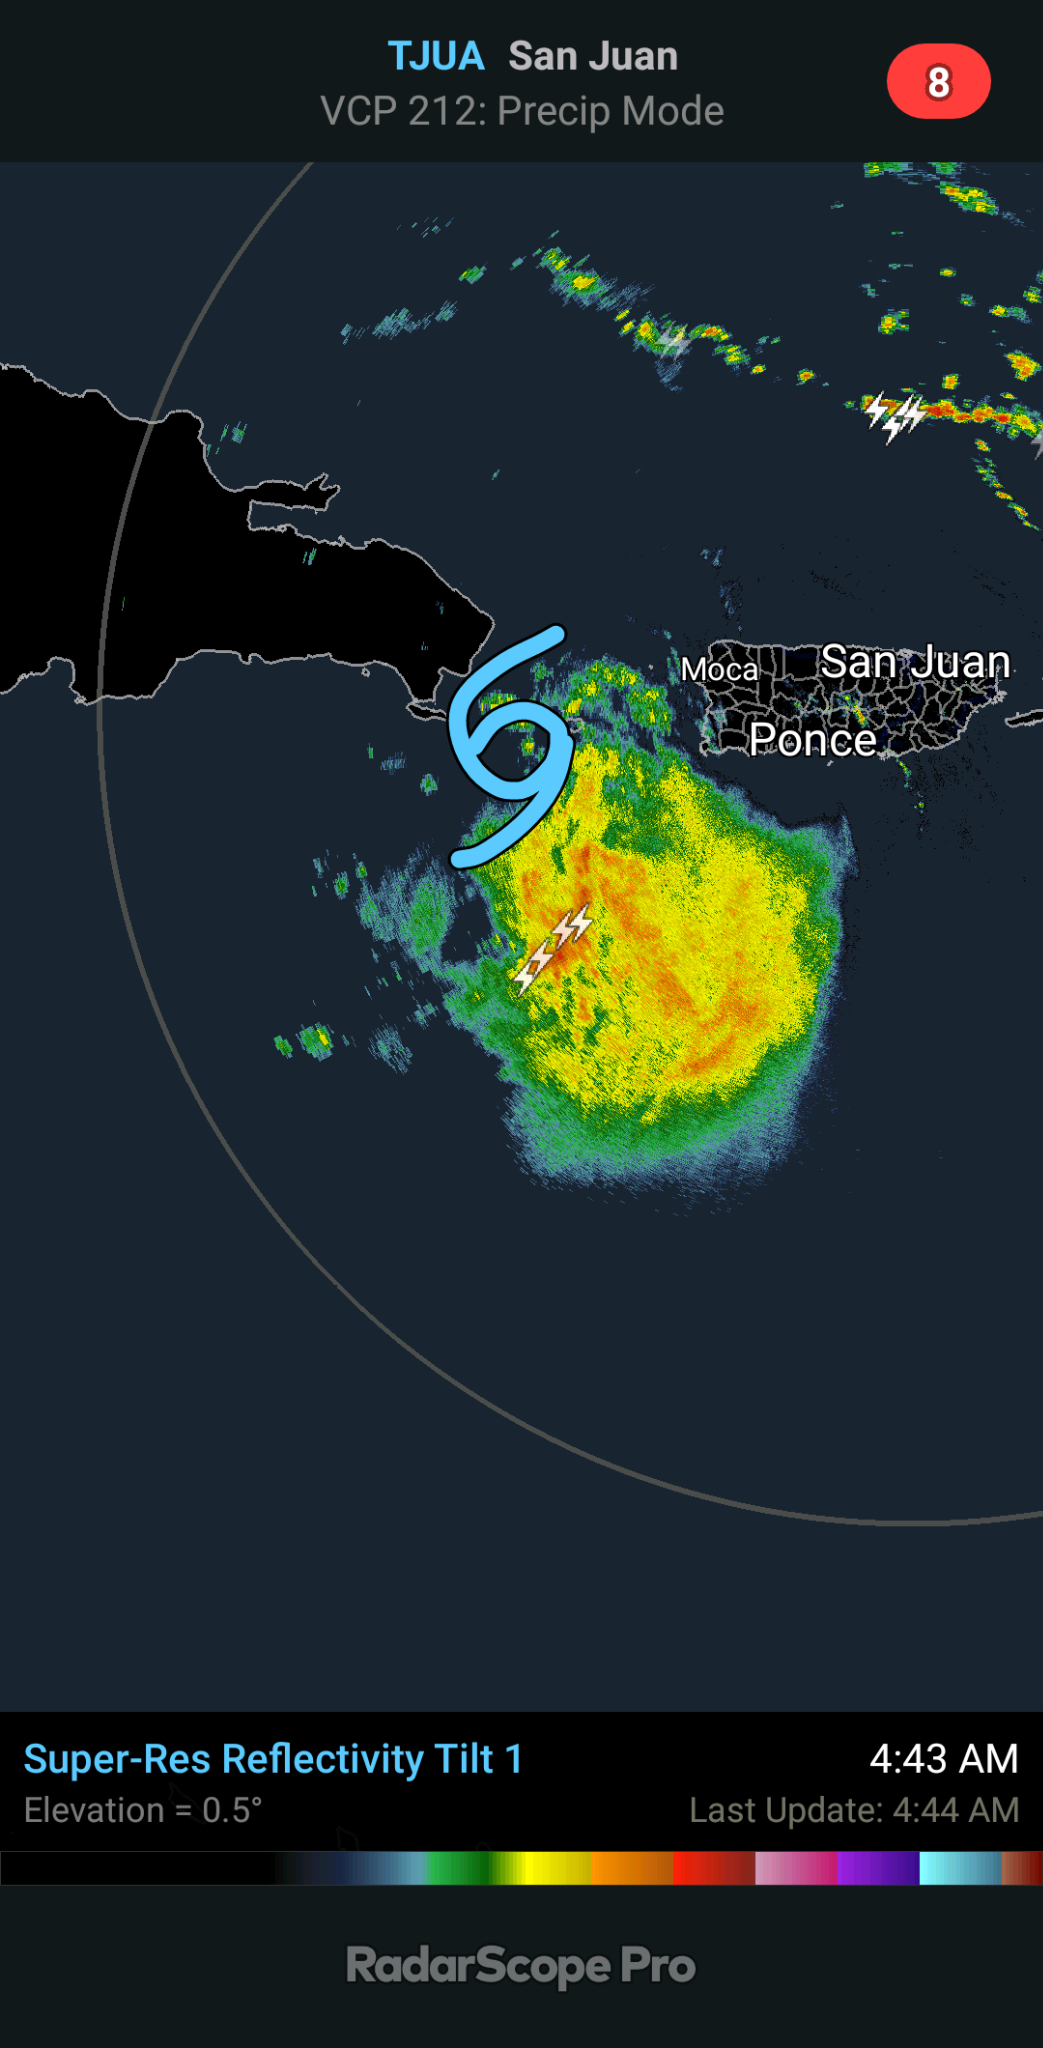 TJUA San Juan
8
VCP 212: Precip Mode
Moca
San Juan
Ponce
Super-Res Reflectivity Tilt 1
4:43 AM
Elevation = 0.5°
Last Update: 4:44 AM
RadarScope Pro